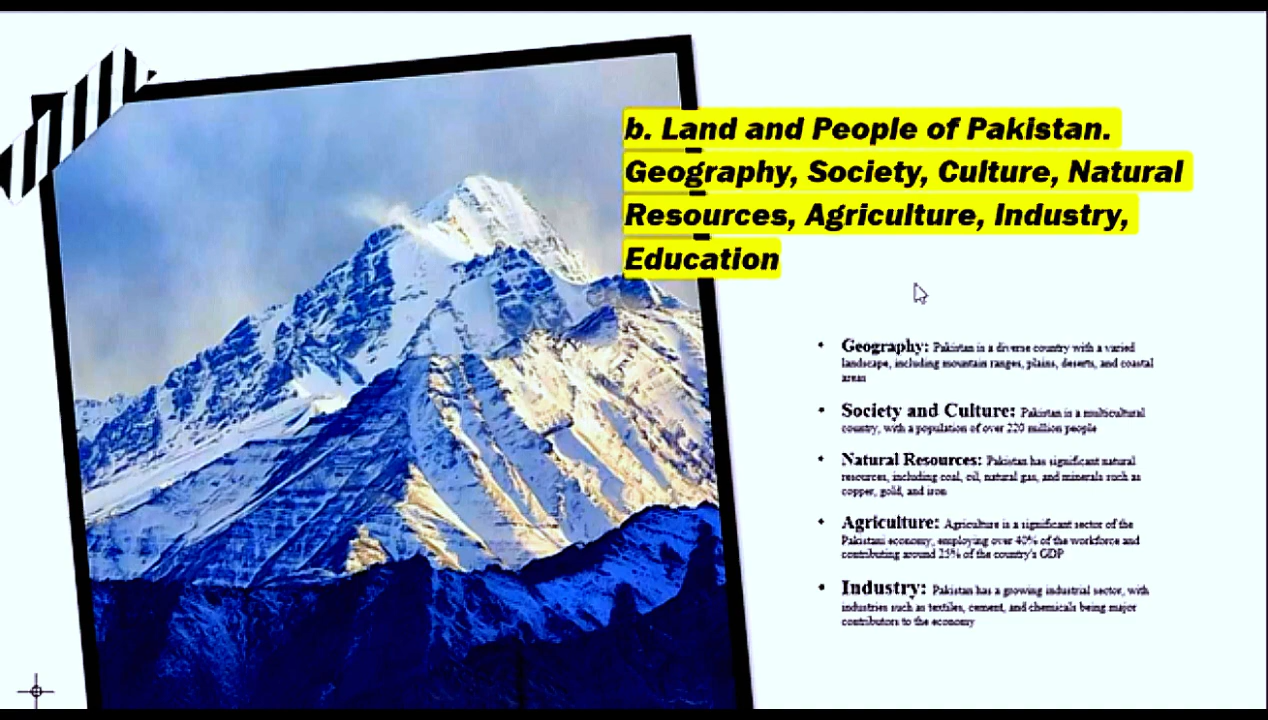 b. Land and People of Pakistan.
Geography, Society, Culture, Natural
Resources, Agriculture, Industry,
Education
• Geography: Pakistan is a diverse country with a varied
landscape, including mountain ranges, plains, deserts, and coastal
areas
• Society and Culture: Pakistan is a multicultural
country, with a population of over 220 million people
• Natural Resources: Pakistan has significant natural
resources, including coal, oil, natural gas, and minerals such as
copper, gold, and iron
• Agriculture: Agriculture is a significant sector of the
Pakistani economy, employing over 40% of the workforce and
contributing around 25% of the country's GDP
• Industry: Pakistan has a growing industrial sector, with
industries such as textiles, cement, and chemicals being major
contributors to the economy